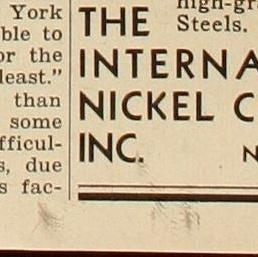 York
ble to
or the
least."
than
some
fficul-
s, due
s fac-
high-gr
Steels.
THE
INTERNA
NICKEL C
INC.
N